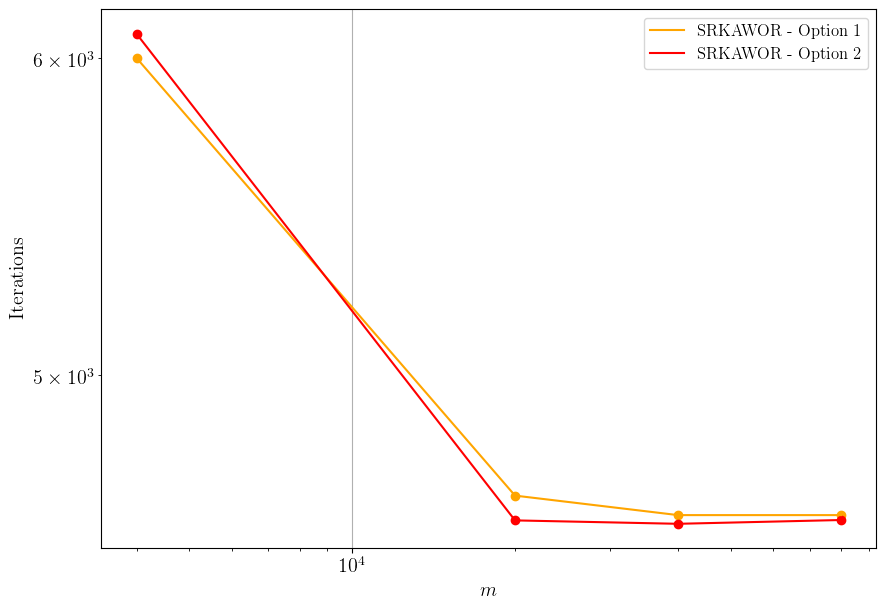 SRKAWOR - Option 1
SRKAWOR - Option 2
6 × 10³
5 × 10³
Iterations
10⁴
m